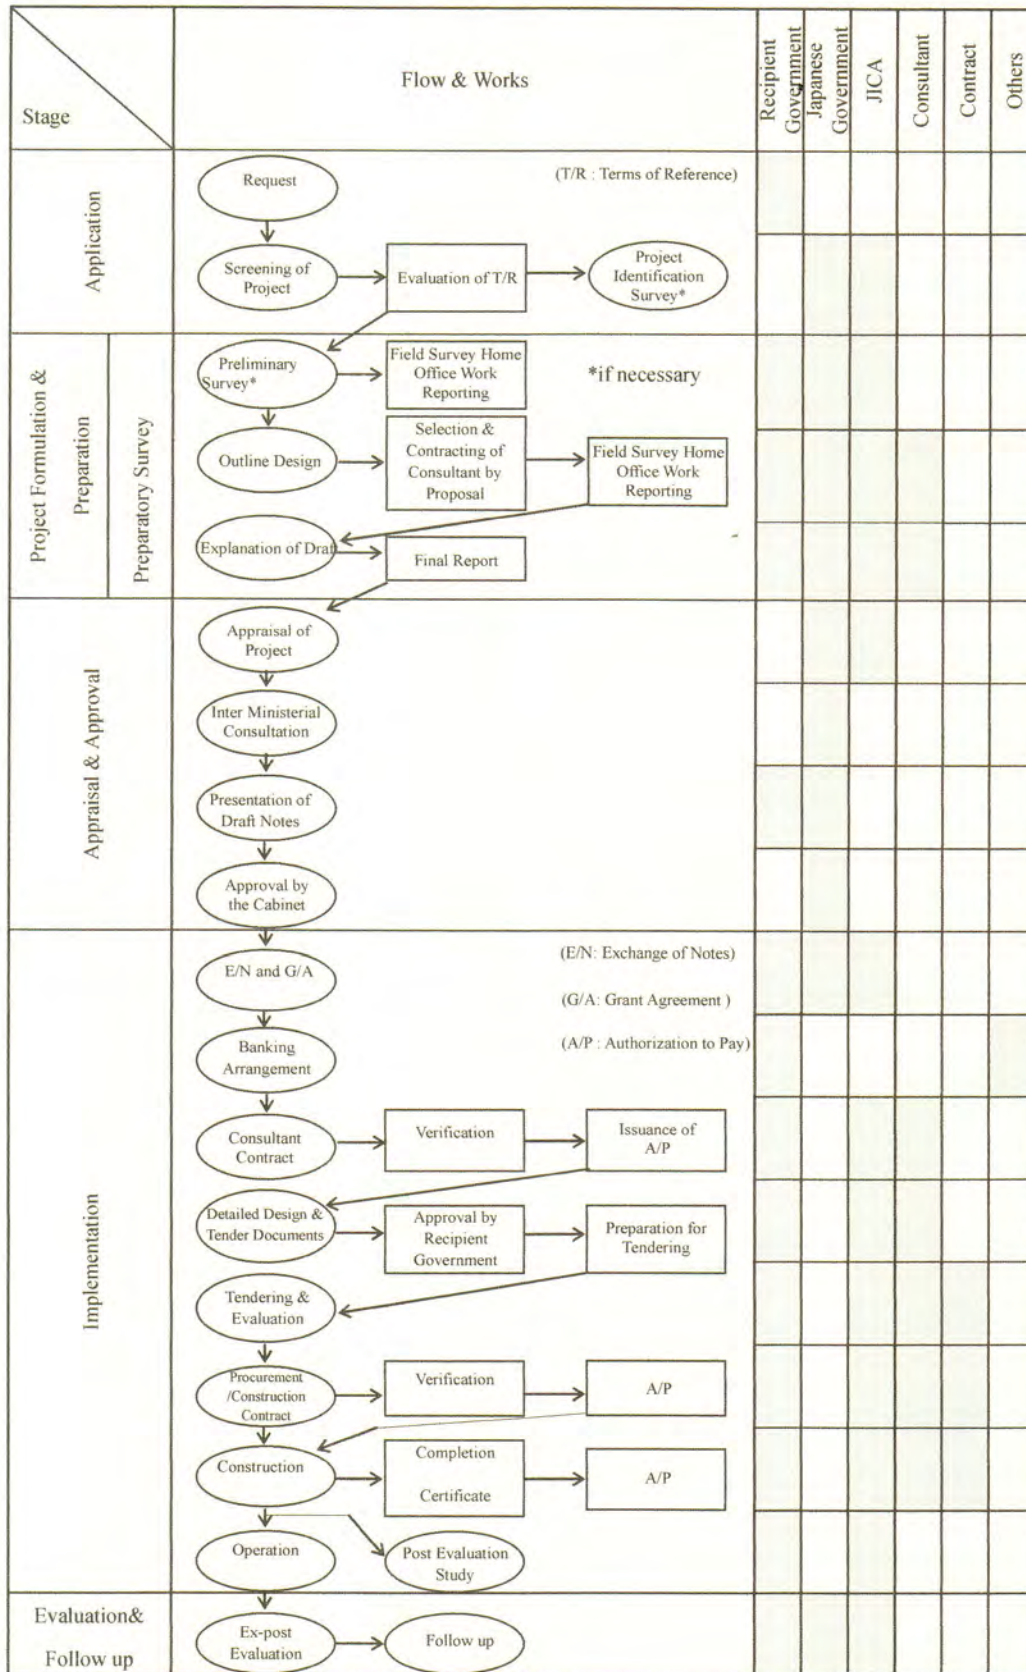 Stage
Flow & Works
Recipient
Government
Japanese
Government
JICA
Consultant
Contract
Others
Application
Request
(T/R : Terms of Reference)
Screening of
Project
Evaluation of T/R
Project
Identification
Survey*
Project Formulation &
Preparation
Preparatory Survey
Preliminary
Survey*
Field Survey Home
Office Work
Reporting
*if necessary
Outline Design
Selection &
Contracting of
Consultant by
Proposal
Field Survey Home
Office Work
Reporting
Explanation of Draft
Final Report
Appraisal & Approval
Appraisal of
Project
Inter Ministerial
Consultation
Presentation of
Draft Notes
Approval by
the Cabinet
Implementation
E/N and G/A
(E/N: Exchange of Notes)
(G/A: Grant Agreement )
(A/P : Authorization to Pay)
Banking
Arrangement
Consultant
Contract
Verification
Issuance of
A/P
Detailed Design &
Tender Documents
Approval by
Recipient
Government
Preparation for
Tendering
Tendering &
Evaluation
Procurement
/Construction
Contract
Verification
A/P
Construction
Completion
Certificate
A/P
Operation
Post Evaluation
Study
Evaluation&
Follow up
Ex-post
Evaluation
Follow up